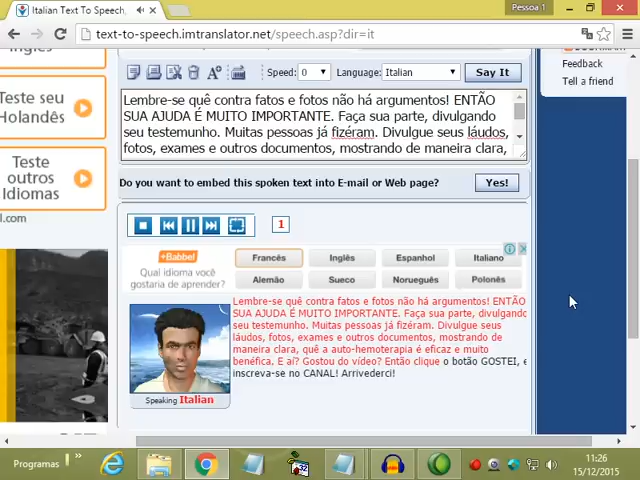 Italian Text To Speech,
Pessoa 1
text-to-speech.imtranslator.net/speech.asp?dir=it
Inglês
Teste seu
Holandês
Teste
outros
Idiomas
l.com
Speed: 0
Language: Italian
Say It
Feedback
Tell a friend
Lembre-se quê contra fatos e fotos não há argumentos! ENTÃO
SUA AJUDA É MUITO IMPORTANTE. Faça sua parte, divulgando
seu testemunho. Muitas pessoas já fizéram. Divulgue seus láudos,
fotos, exames e outros documentos, mostrando de maneira clara,
Do you want to embed this spoken text into E-mail or Web page?
Yes!
1
+Babbel
Qual idioma você
gostaria de aprender?
Francês Inglês Espanhol Italiano
Alemão Sueco Norueguês Polonês
Lembre-se quê contra fatos e fotos não há argumentos! ENTÃO
SUA AJUDA É MUITO IMPORTANTE. Faça sua parte, divulgando
seu testemunho. Muitas pessoas já fizéram. Divulgue seus
láudos, fotos, exames e outros documentos, mostrando de
maneira clara, quê a auto-hemoterapia é eficaz e muito
benéfica. E aí? Gostou do vídeo? Então clique o botão GOSTEI, e
inscreva-se no CANAL! Arrivederci!
Speaking Italian
Programas
11:26
15/12/2015